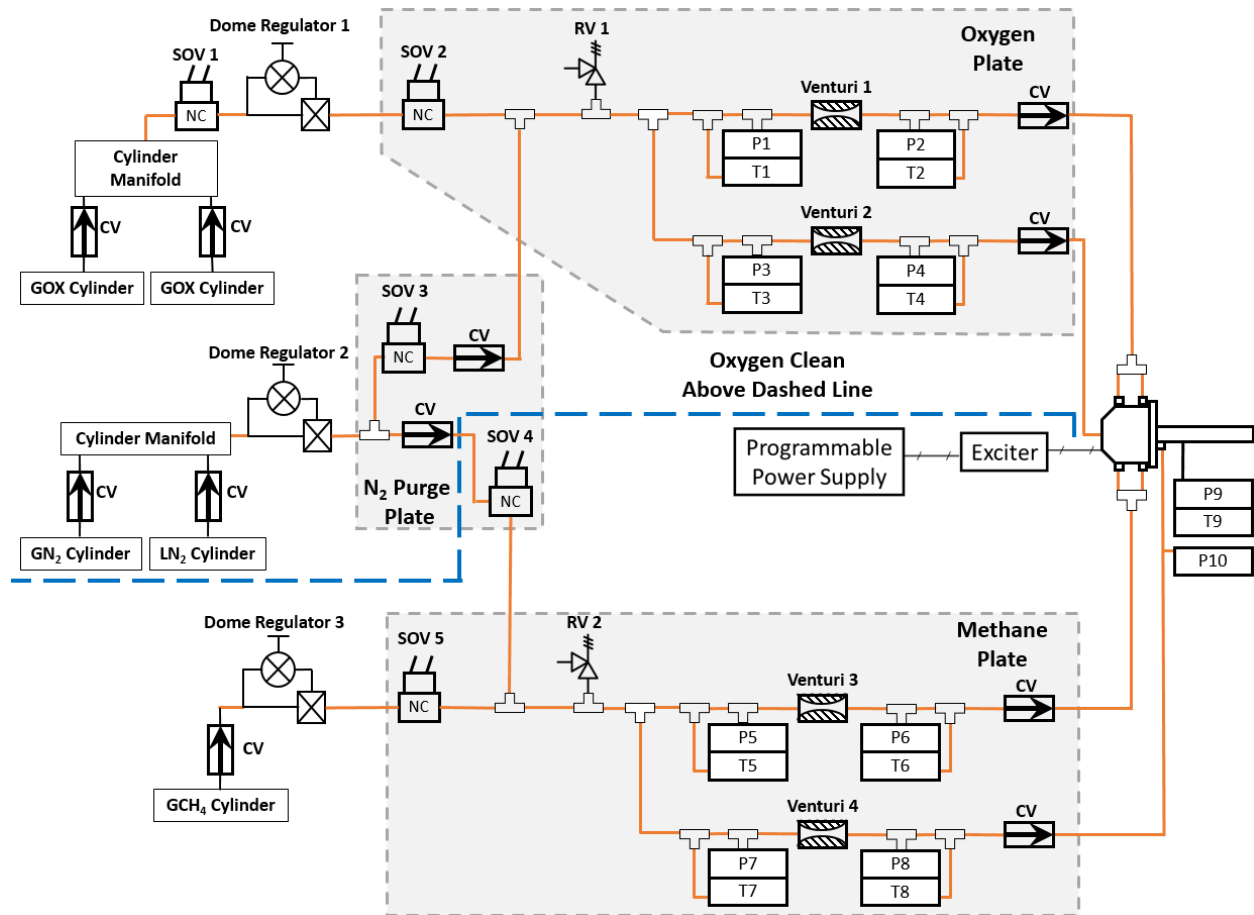 Dome Regulator 1
SOV 1
NC
Cylinder
Manifold
CV
CV
GOX Cylinder
GOX Cylinder
SOV 2
NC
RV 1
Oxygen
Plate
Venturi 1
CV
P1
T1
P2
T2
Venturi 2
CV
P3
T3
P4
T4
SOV 3
NC
CV
Dome Regulator 2
Cylinder Manifold
CV
CV
GN2 Cylinder
LN2 Cylinder
CV
SOV 4
NC
N2 Purge
Plate
Oxygen Clean
Above Dashed Line
Programmable
Power Supply
Exciter
P9
T9
P10
Dome Regulator 3
CV
GCH4 Cylinder
SOV 5
NC
RV 2
Methane
Plate
Venturi 3
CV
P5
T5
P6
T6
Venturi 4
CV
P7
T7
P8
T8